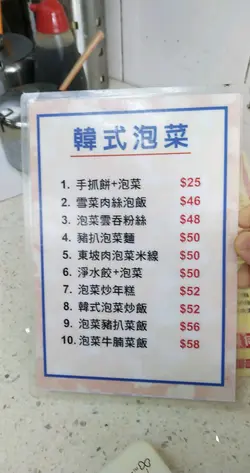 韓式泡菜
1. 手抓餅+泡菜 $25
2. 雪菜肉絲泡飯 $46
3. 泡菜雲吞粉絲 $48
4. 豬扒泡菜麵 $50
5. 東坡肉泡菜米線 $50
6. 淨水餃+泡菜 $50
7. 泡菜炒年糕 $52
8. 韓式泡菜炒飯 $52
9. 泡菜豬扒菜飯 $56
10. 泡菜牛腩菜飯 $58